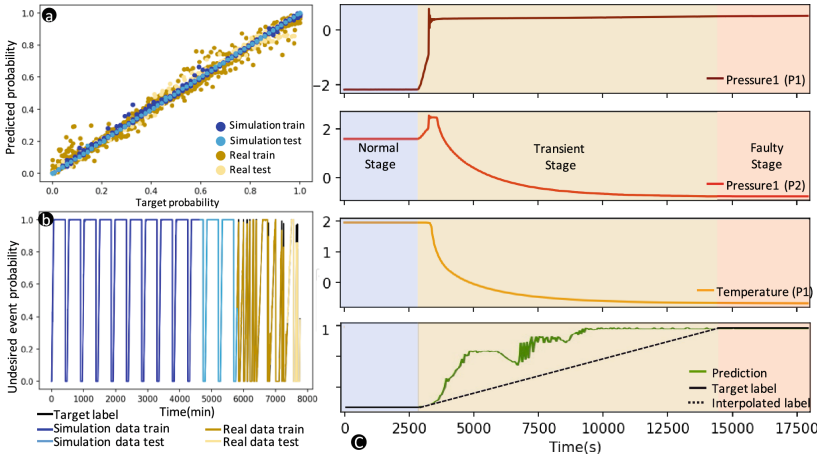 a
Predicted probability
1.0
0.8
0.6
0.4
0.2
0.0
Simulation train
Simulation test
Real train
Real test
0.0 0.2 0.4 0.6 0.8 1.0
Target probability
b
Undesired event probability
1.0
0.8
0.6
0.4
0.2
0.0
0 1000 2000 3000 4000 5000 6000 7000 8000
Time(min)
Target label
Simulation data train
Real data train
Simulation data test
Real data test
0
−2
Pressure1 (P1)
2
0
Normal
Stage
Transient
Stage
Faulty
Stage
Pressure1 (P2)
2
1
0
Temperature (P1)
1
Prediction
Target label
Interpolated label
0 2500 5000 7500 10000 12500 15000 17500
Time(s)
C